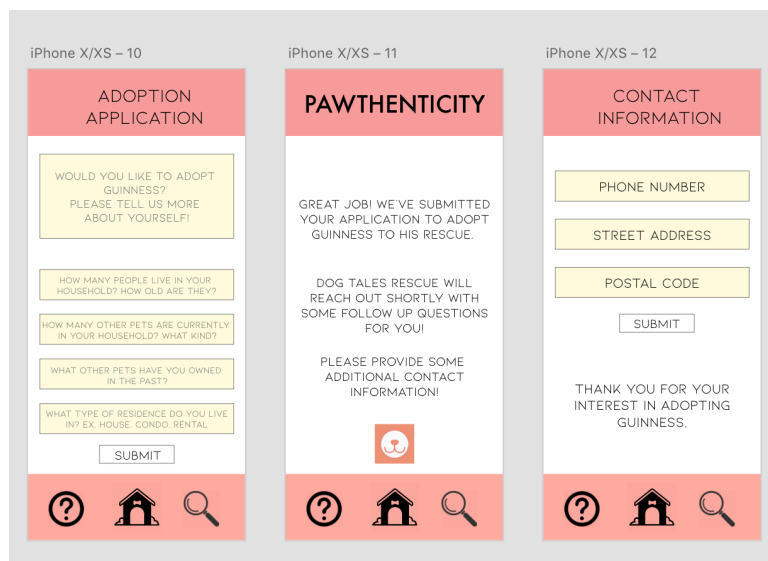 iPhone X/XS – 10
ADOPTION
APPLICATION
WOULD YOU LIKE TO ADOPT
GUINNESS?
PLEASE TELL US MORE
ABOUT YOURSELF!
HOW MANY PEOPLE LIVE IN YOUR
HOUSEHOLD? HOW OLD ARE THEY?
HOW MANY OTHER PETS ARE CURRENTLY
IN YOUR HOUSEHOLD? WHAT KIND?
WHAT OTHER PETS HAVE YOU OWNED
IN THE PAST?
WHAT TYPE OF RESIDENCE DO YOU LIVE
IN? EX. HOUSE. CONDO. RENTAL
SUBMIT
?
iPhone X/XS – 11
PAWTHENTICITY
GREAT JOB! WE'VE SUBMITTED
YOUR APPLICATION TO ADOPT
GUINNESS TO HIS RESCUE.
DOG TALES RESCUE WILL
REACH OUT SHORTLY WITH
SOME FOLLOW UP QUESTIONS
FOR YOU!
PLEASE PROVIDE SOME
ADDITIONAL CONTACT
INFORMATION!
?
iPhone X/XS – 12
CONTACT
INFORMATION
PHONE NUMBER
STREET ADDRESS
POSTAL CODE
SUBMIT
THANK YOU FOR YOUR
INTEREST IN ADOPTING
GUINNESS,
?